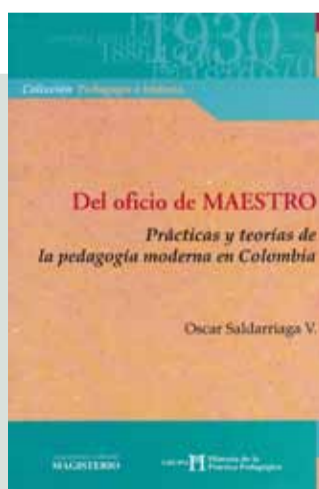 1930
1870
Colección Pedagogía e historia
Del oficio de MAESTRO
Prácticas y teorías de
la pedagogía moderna en Colombia
Oscar Saldarriaga V.
MAGISTERIO
Historia de la
Práctica Pedagógica